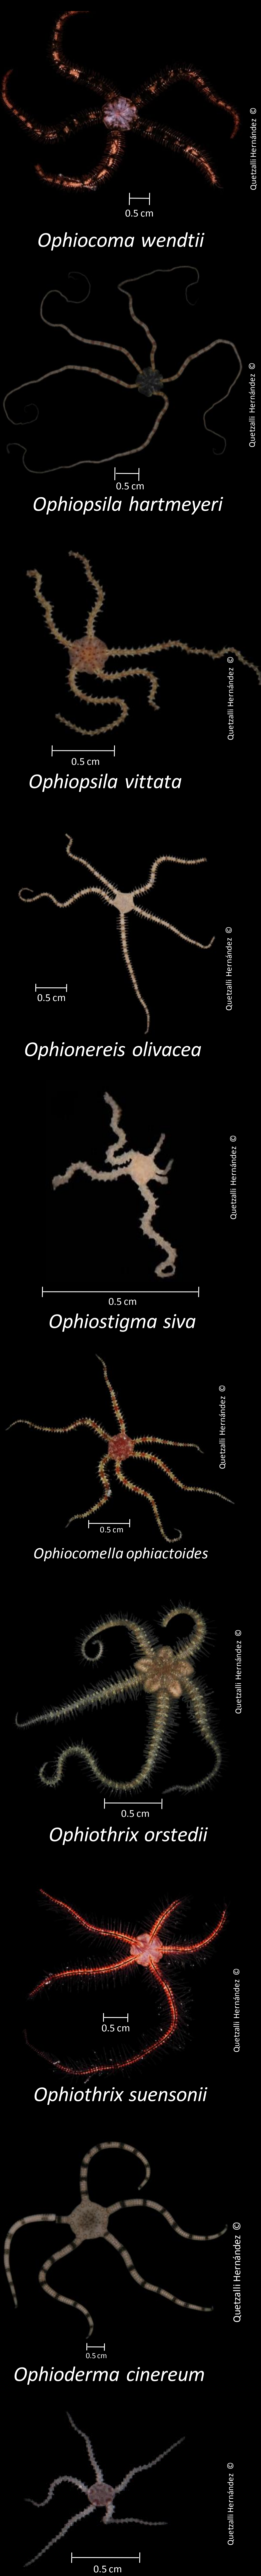 Quetzalli Hernández ©
0.5 cm
Ophiocoma wendtii
Quetzalli Hernández ©
0.5 cm
Ophiopsila hartmeyeri
Quetzalli Hernández ©
0.5 cm
Ophiopsila vittata
Quetzalli Hernández ©
0.5 cm
Ophionereis olivacea
Quetzalli Hernández ©
0.5 cm
Ophiostigma siva
Quetzalli Hernández ©
0.5 cm
Ophiocomella ophiactoides
Quetzalli Hernández ©
0.5 cm
Ophiothrix orstedii
Quetzalli Hernández ©
0.5 cm
Ophiothrix suensonii
Quetzalli Hernández ©
0.5 cm
Ophioderma cinereum
Quetzalli Hernández ©
0.5 cm